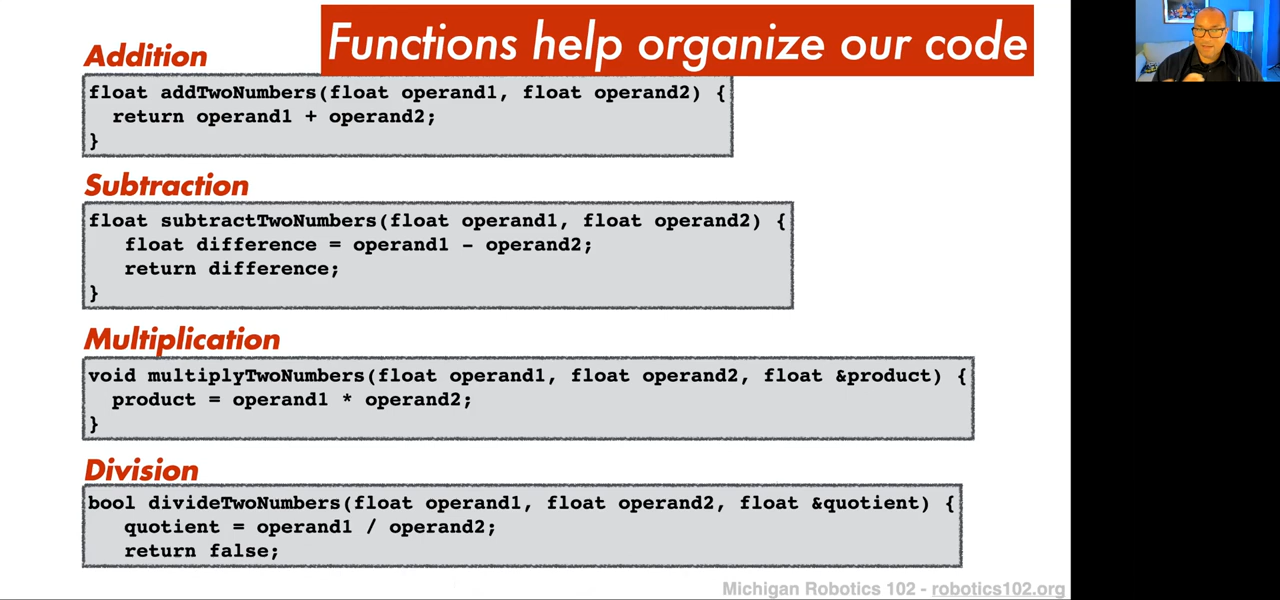 Functions help organize our code
Addition
float addTwoNumbers(float operand1, float operand2) {
return operand1 + operand2;
}
Subtraction
float subtractTwoNumbers(float operand1, float operand2) {
float difference = operand1 - operand2;
return difference;
}
Multiplication
void multiplyTwoNumbers(float operand1, float operand2, float &product) {
product = operand1 * operand2;
}
Division
bool divideTwoNumbers(float operand1, float operand2, float &quotient) {
quotient = operand1 / operand2;
return false;
Michigan Robotics 102 - robotics102.org